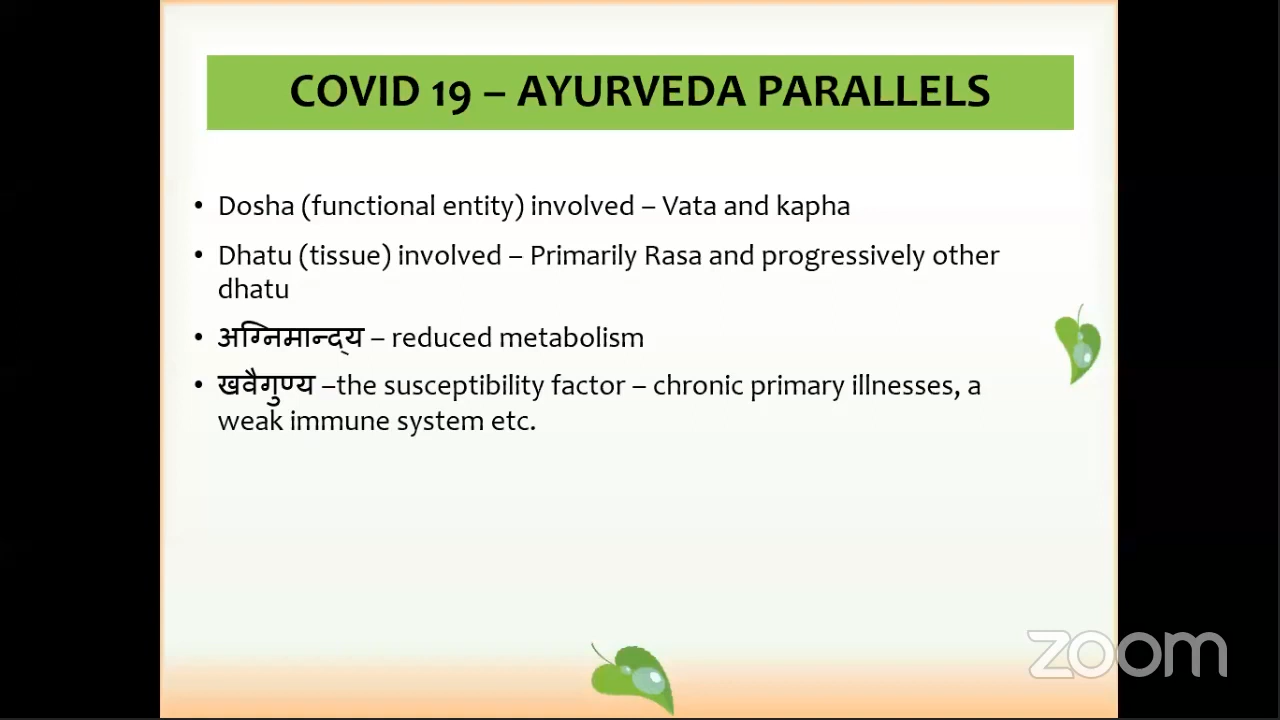 COVID 19 – AYURVEDA PARALLELS
• Dosha (functional entity) involved – Vata and kapha
• Dhatu (tissue) involved – Primarily Rasa and progressively other
dhatu
• अग्निमान्द्य – reduced metabolism
• खवैगुण्य –the susceptibility factor – chronic primary illnesses, a
weak immune system etc.
zoom